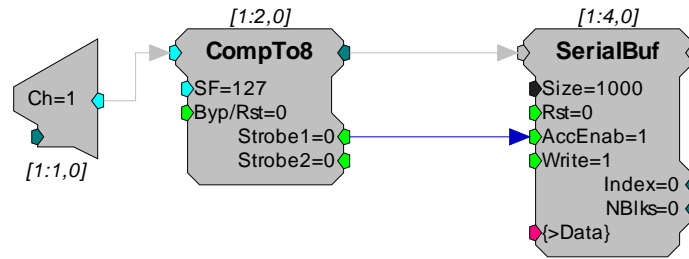 [1:2,0]
[1:4,0]
CompTo8
SerialBuf
Ch=1
SF=127
Size=1000
Byp/Rst=0
Rst=0
Strobe1=0
AccEnab=1
Strobe2=0
Write=1
[1:1,0]
Index=0
NBlks=0
{>Data}